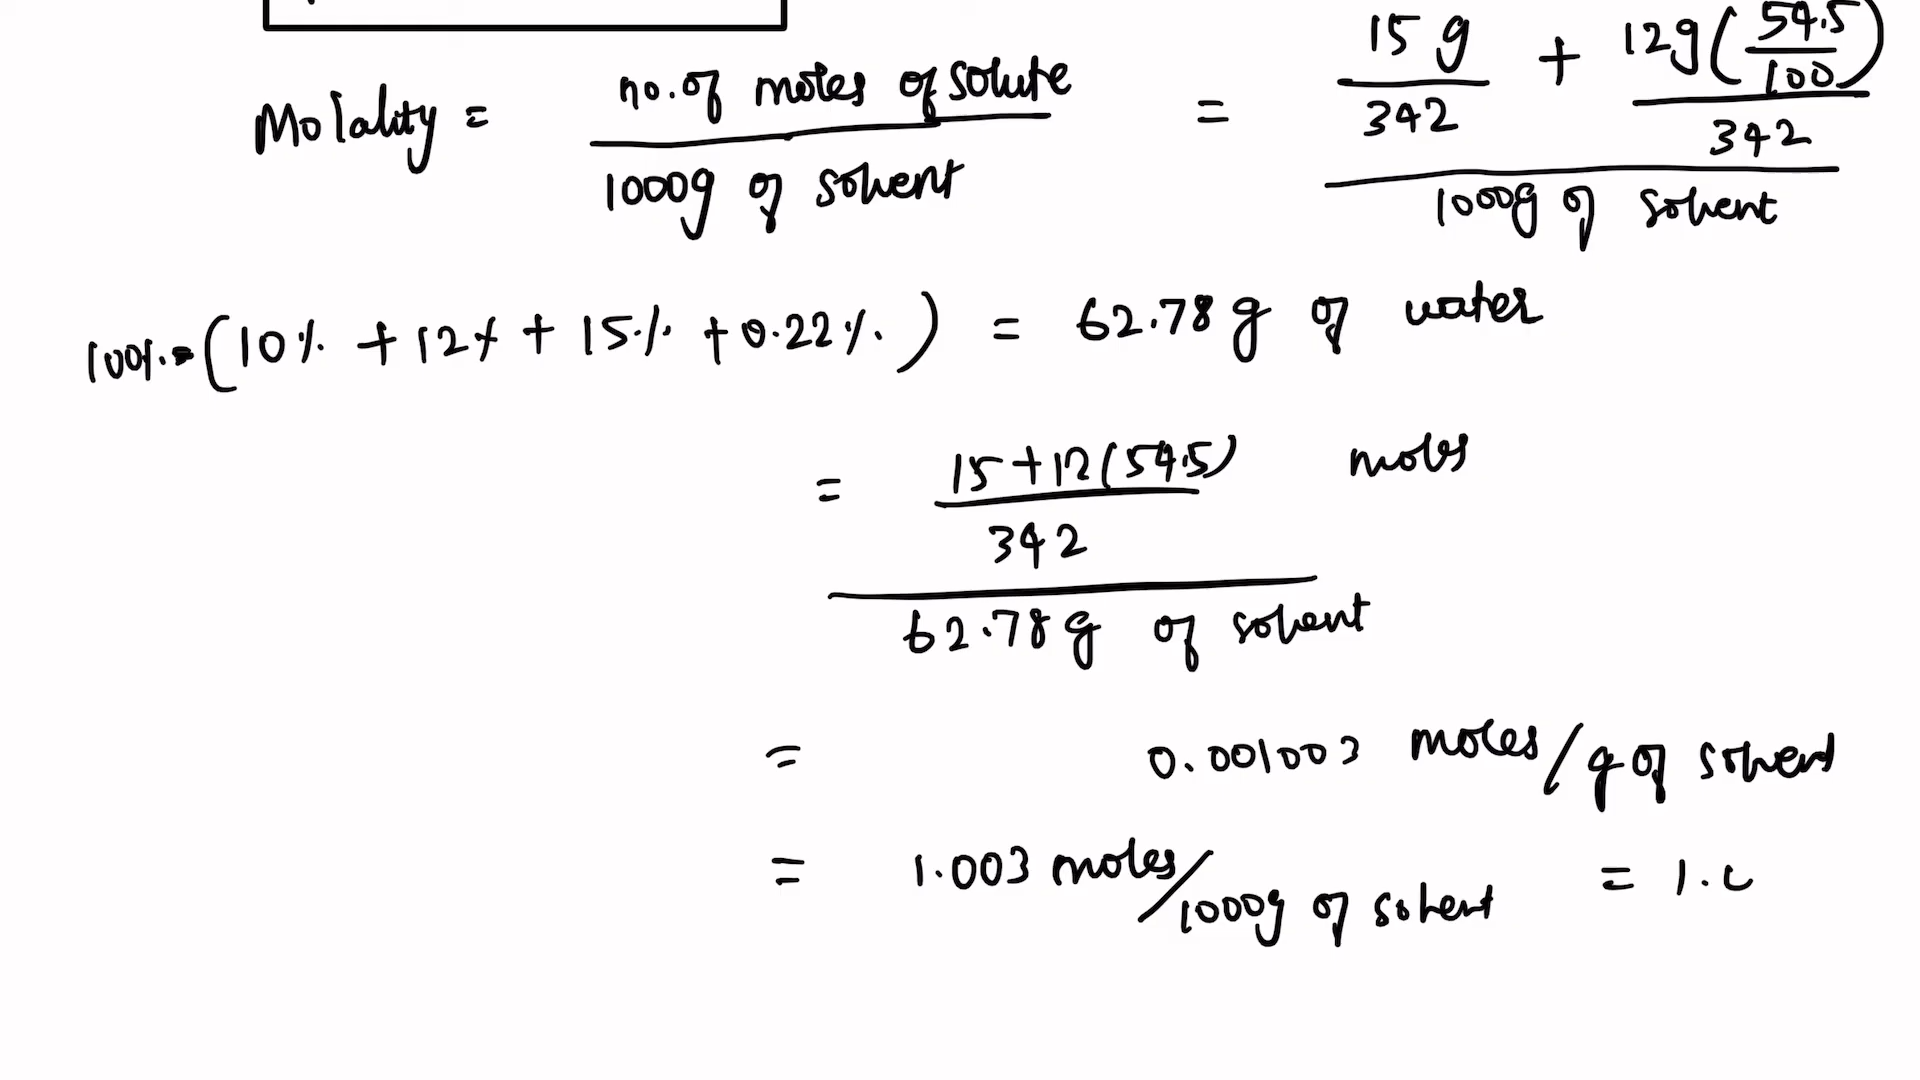 Molality = no. of moles of solute / 1000g of solvent = (15 g / 342 + 12g (54.5 / 100) / 342) / 1000g of solvent
100% - (10% + 12% + 15% + 0.22%) = 62.78 g of water
= (15 + 12 (54.5) / 342 moles) / 62.78 g of solvent
= 0.001003 moles / g of solvent
= 1.003 moles / 1000g of solvent = 1.